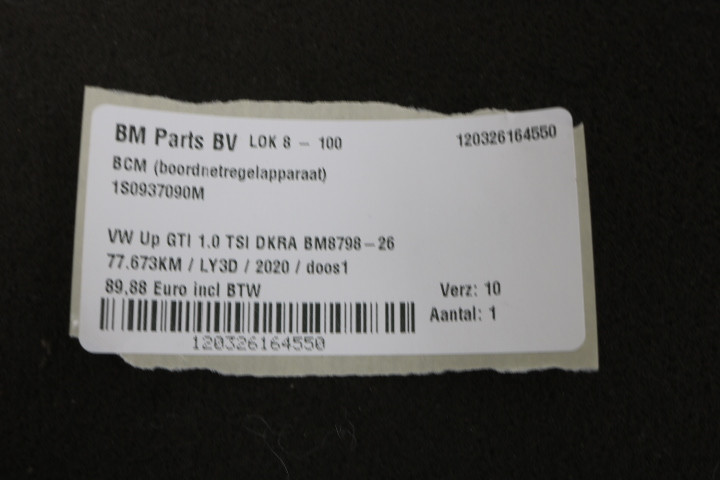 BM Parts BV LOK 8 - 100 120326164550
BCM (boordnetregelapparaat)
1S0937090M
VW Up GTI 1.0 TSI DKRA BM8798-26
77.673KM / LY3D / 2020 / doos1
89,88 Euro incl BTW Verz: 10
Aantal: 1
120326164550